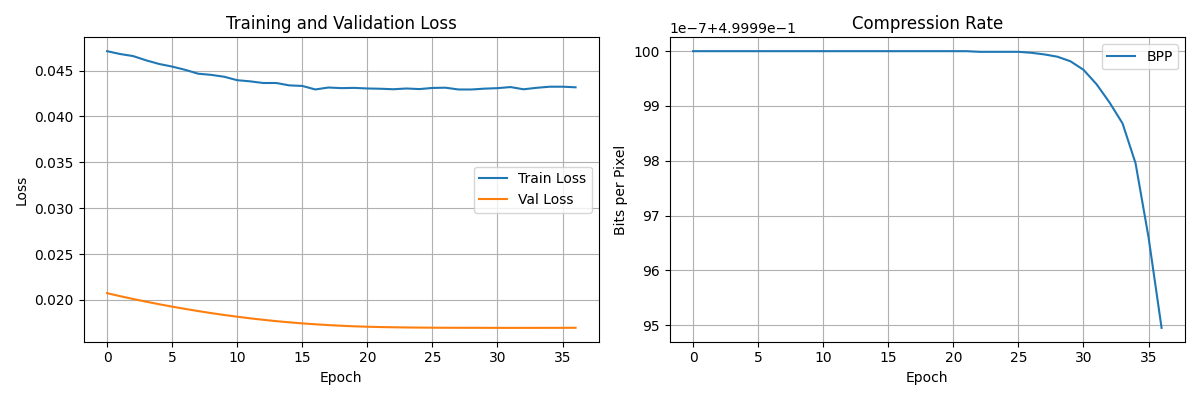 Training and Validation Loss
Loss
0.045
0.040
0.035
0.030
0.025
0.020
Train Loss
Val Loss
0 5 10 15 20 25 30 35
Epoch
Compression Rate
1e−7+4.9999e−1
Bits per Pixel
100
99
98
97
96
95
BPP
0 5 10 15 20 25 30 35
Epoch